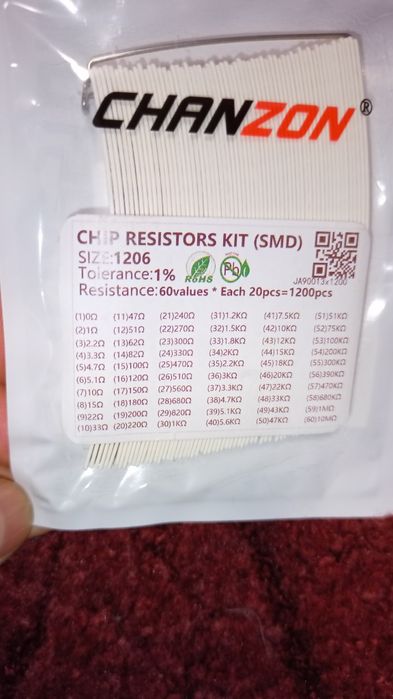 CHANZON®
CHIP RESISTORS KIT (SMD)
SIZE:1206
Tolerance:1%
RoHS
Pb
JA90013x1200
Resistance:60values * Each 20pcs=1200pcs
(1)0Ω (11)47Ω (21)240Ω (31)1.2KΩ (41)7.5KΩ (51)51KΩ
(2)1Ω (12)51Ω (22)270Ω (32)1.5KΩ (42)10KΩ (52)75KΩ
(3)2.2Ω (13)62Ω (23)300Ω (33)1.8KΩ (43)12KΩ (53)100KΩ
(4)3.3Ω (14)82Ω (24)330Ω (34)2KΩ (44)15KΩ (54)200KΩ
(5)4.7Ω (15)100Ω (25)470Ω (35)2.2KΩ (45)18KΩ (55)300KΩ
(6)5.1Ω (16)120Ω (26)510Ω (36)3KΩ (46)20KΩ (56)390KΩ
(7)10Ω (17)150Ω (27)560Ω (37)3.3KΩ (47)22KΩ (57)470KΩ
(8)15Ω (18)180Ω (28)680Ω (38)4.7KΩ (48)33KΩ (58)680KΩ
(9)22Ω (19)200Ω (29)820Ω (39)5.1KΩ (49)43KΩ (59)1MΩ
(10)33Ω (20)220Ω (30)1KΩ (40)5.6KΩ (50)47KΩ (60)10MΩ